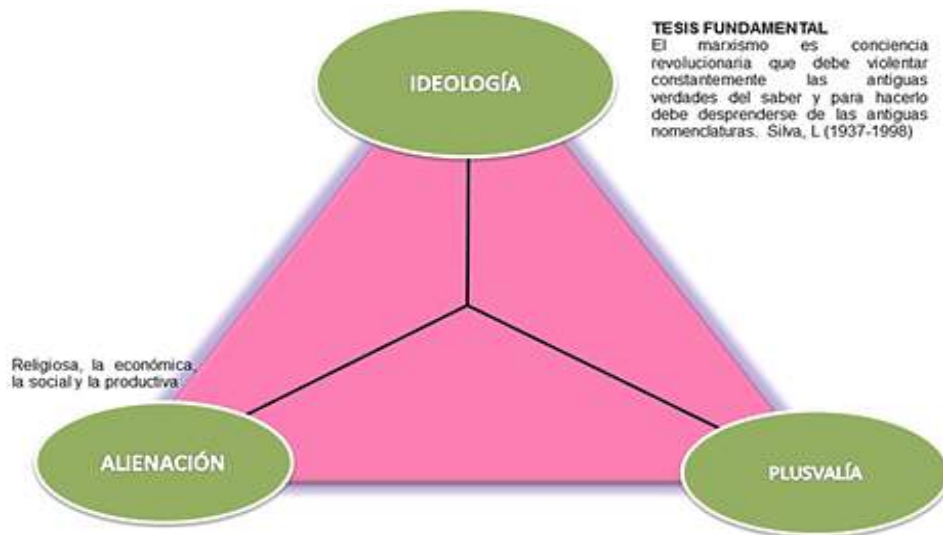 TESIS FUNDAMENTAL
El marxismo es conciencia
revolucionaria que debe violentar
constantemente las antiguas
verdades del saber y para hacerlo
debe desprenderse de las antiguas
nomenclaturas. Silva, L (1937-1998)
IDEOLOGÍA
Religiosa, la económica,
la social y la productiva
ALIENACIÓN
PLUSVALÍA